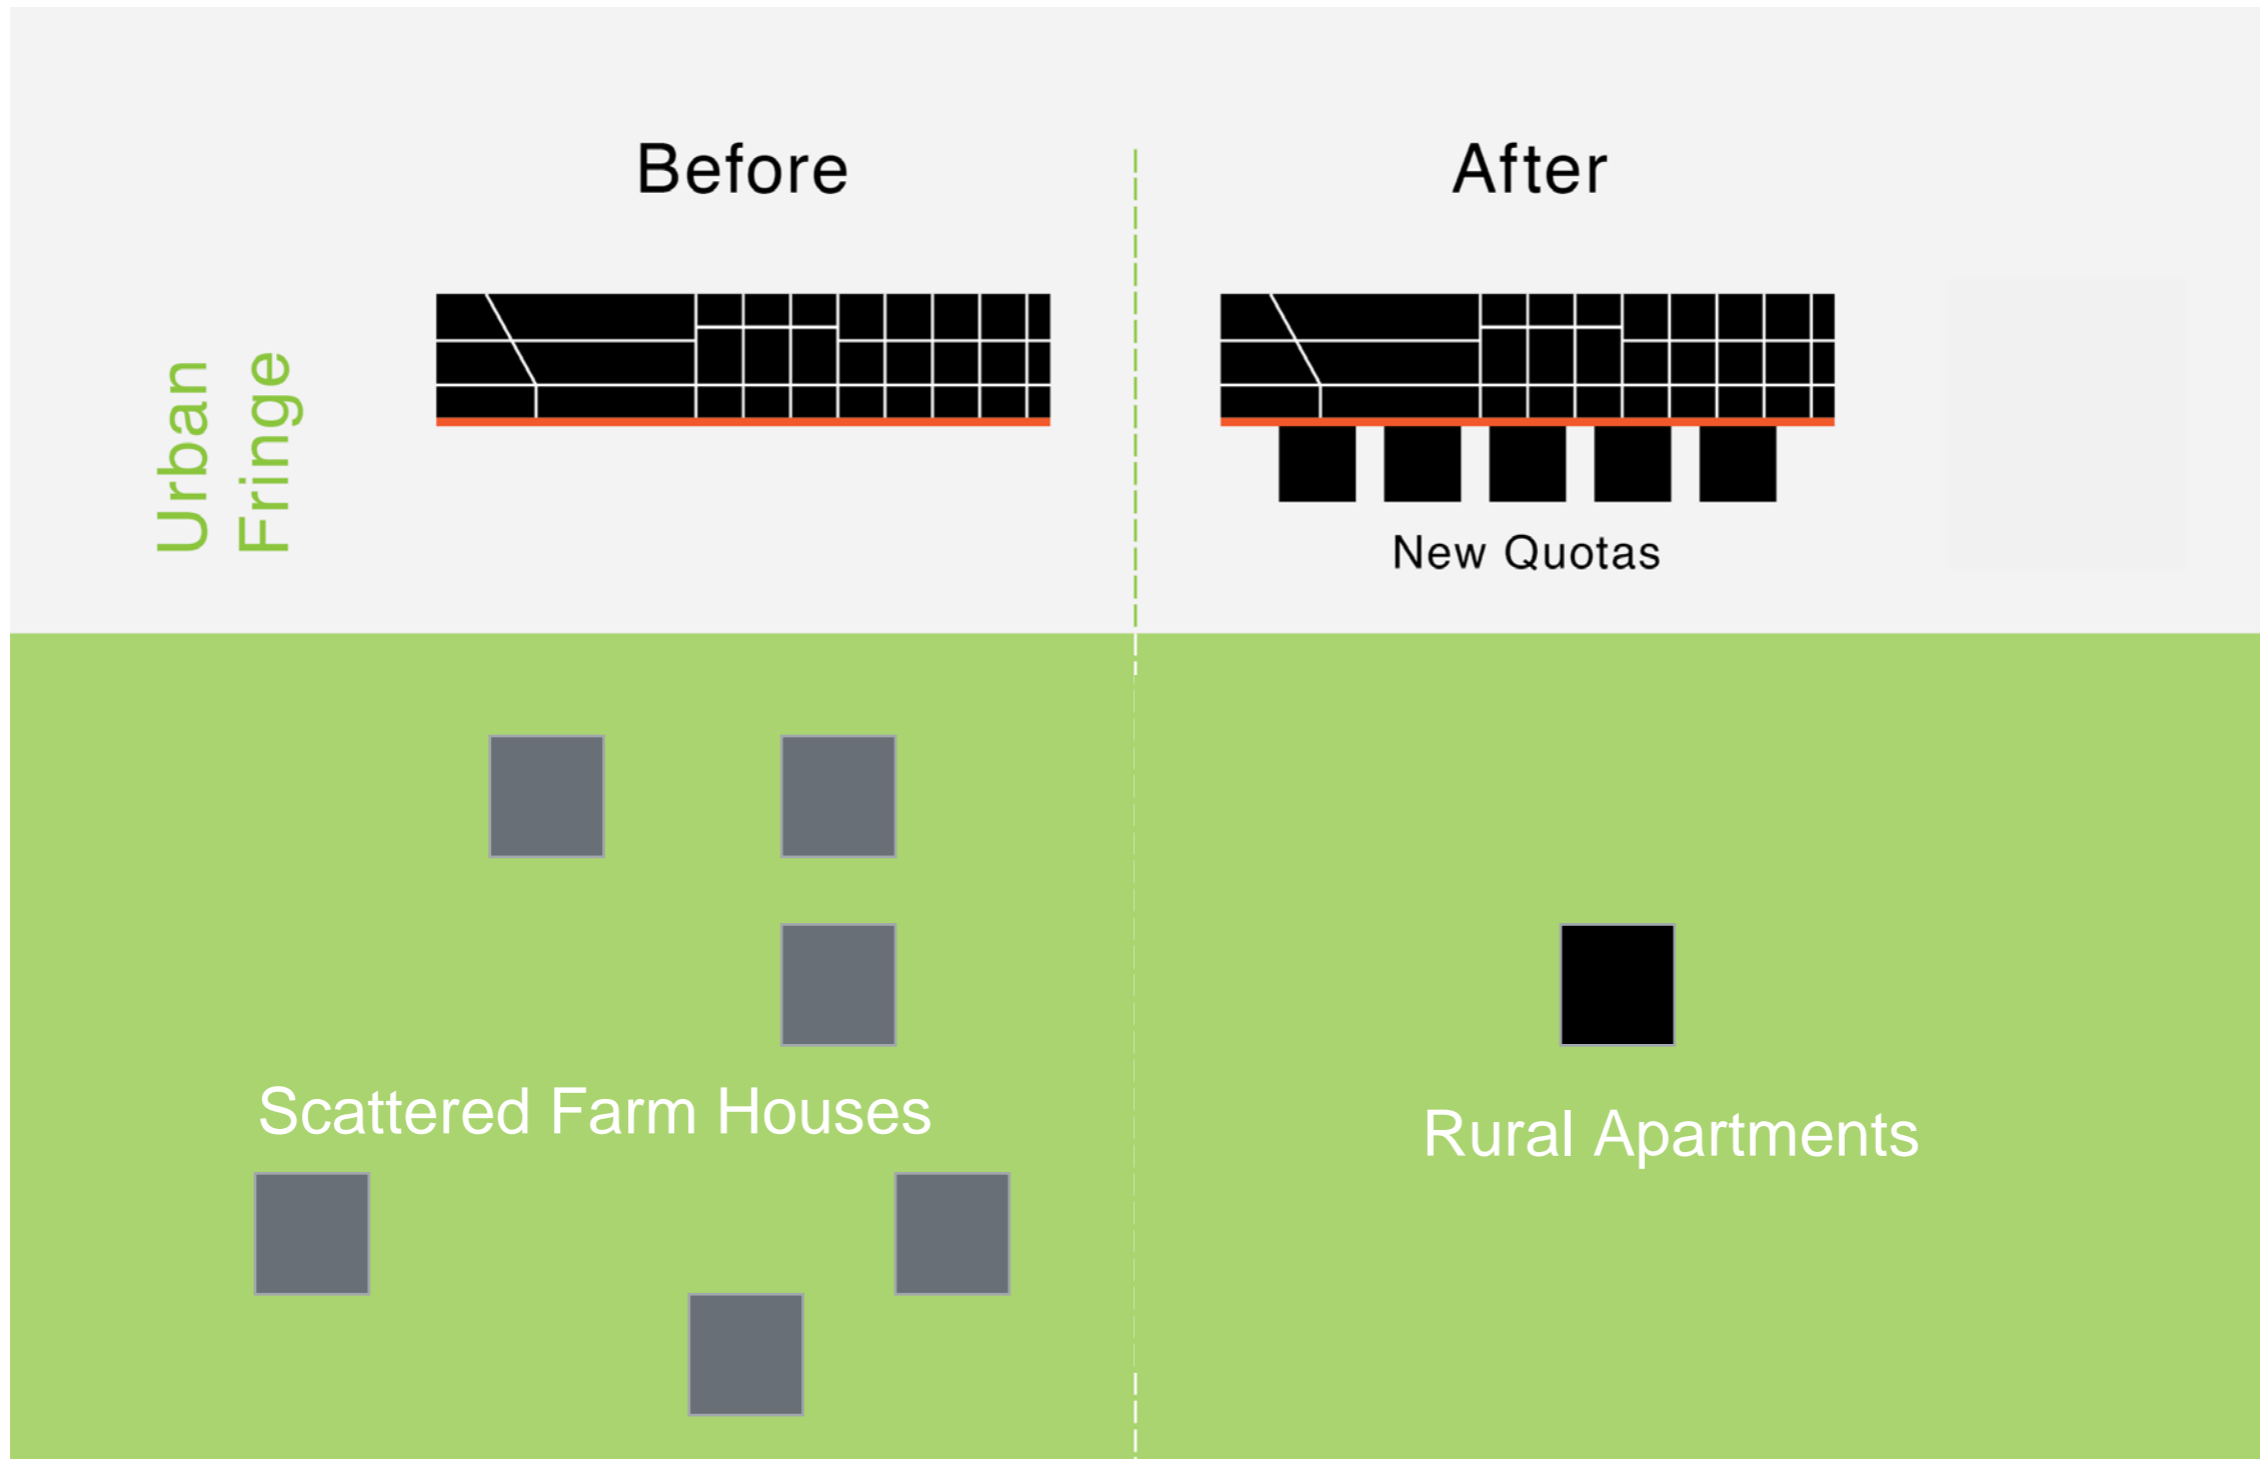 Before
After
Urban
Fringe
New Quotas
Scattered Farm Houses
Rural Apartments